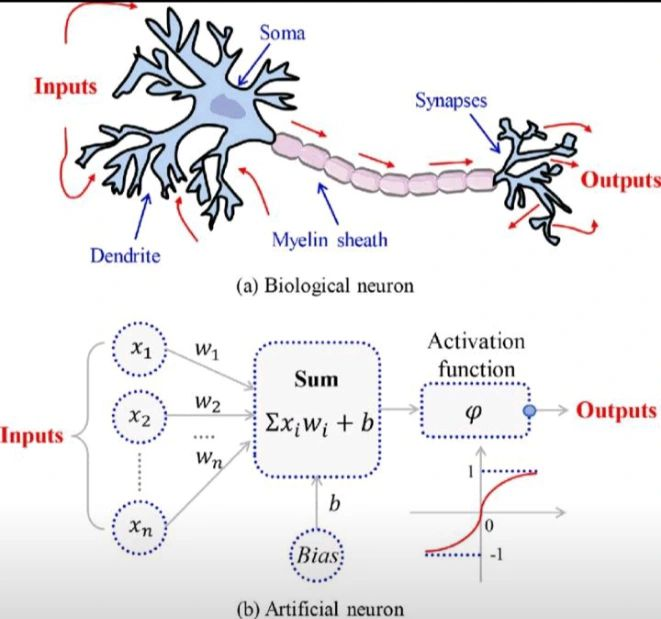 Soma
Inputs
Synapses
Outputs
Dendrite
Myelin sheath
(a) Biological neuron
x₁
w₁
Activation
function
Sum
x₂
w₂
Σxᵢwᵢ + b
φ
Outputs
Inputs
....
wₙ
1
b
0
xₙ
-1
Bias
(b) Artificial neuron